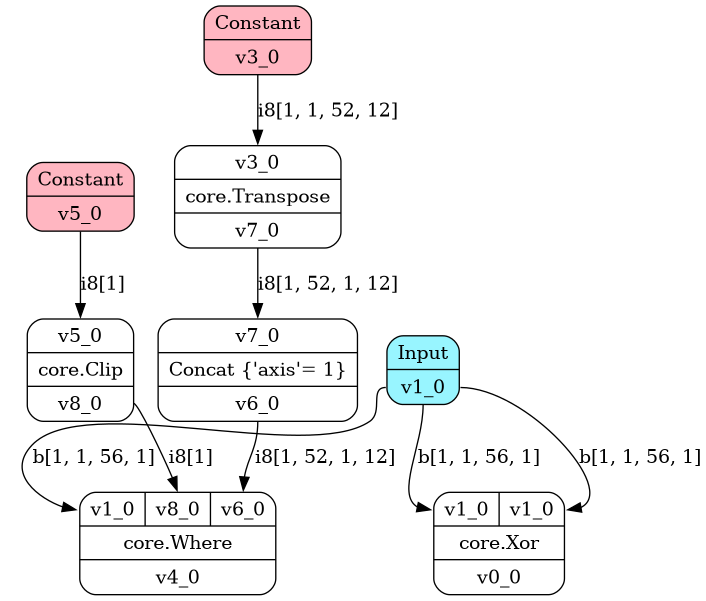 Constant
v3_0
i8[1, 1, 52, 12]
Constant
v5_0
v3_0
core.Transpose
v7_0
i8[1]
i8[1, 52, 1, 12]
v5_0
core.Clip
v8_0
v7_0
Concat {'axis'= 1}
v6_0
Input
v1_0
b[1, 1, 56, 1]
i8[1]
i8[1, 52, 1, 12]
b[1, 1, 56, 1]
b[1, 1, 56, 1]
v1_0 v8_0 v6_0
core.Where
v4_0
v1_0 v1_0
core.Xor
v0_0